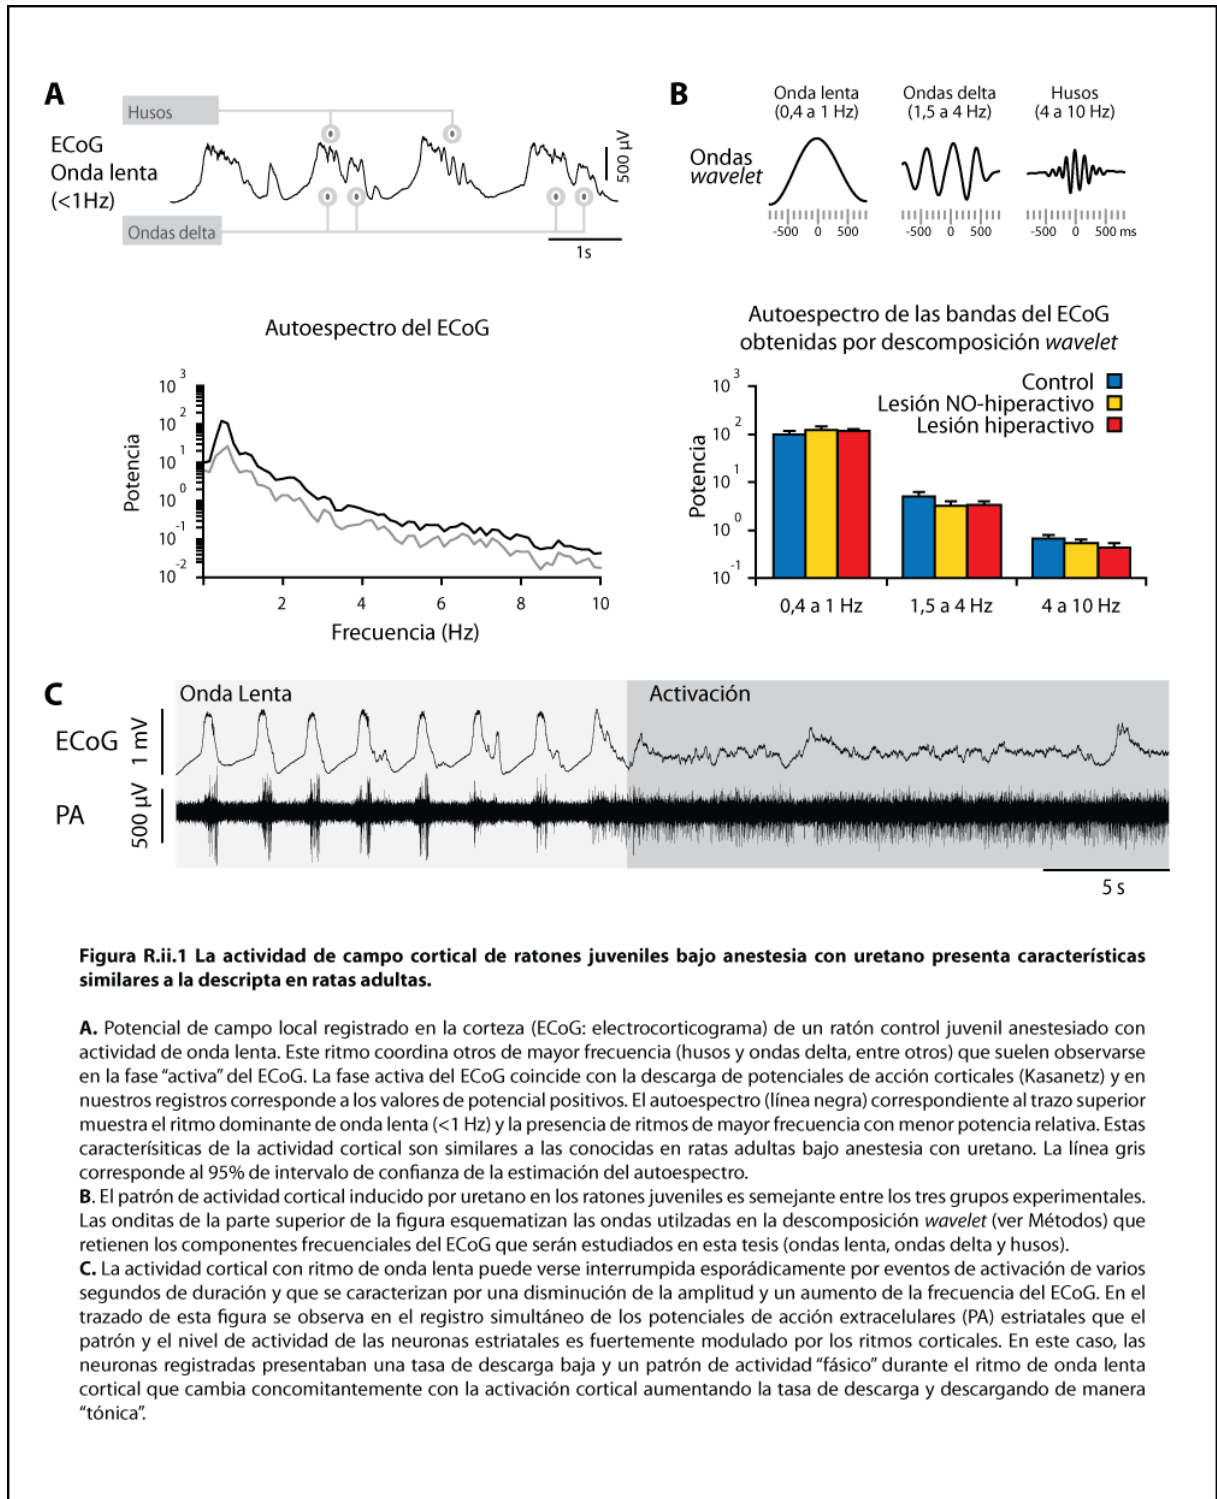 A
Husos
ECoG
Onda lenta
(<1Hz)
500 µV
Ondas delta
1s
B
Onda lenta
(0,4 a 1 Hz)
Ondas delta
(1,5 a 4 Hz)
Husos
(4 a 10 Hz)
Ondas
wavelet
-500 0 500
-500 0 500
-500 0 500 ms
Autoespectro del ECoG
Potencia
10 3
10 2
10 1
10 0
10 -1
10 -2
2 4 6 8 10
Frecuencia (Hz)
Autoespectro de las bandas del ECoG
obtenidas por descomposición wavelet
Control
Lesión NO-hiperactivo
Lesión hiperactivo
Potencia
10 3
10 2
10 1
10 0
10 -1
0,4 a 1 Hz 1,5 a 4 Hz 4 a 10 Hz
C
Onda Lenta
Activación
ECoG
1 mV
PA
500 µV
5 s
Figura R.ii.1 La actividad de campo cortical de ratones juveniles bajo anestesia con uretano presenta características
similares a la descripta en ratas adultas.
A. Potencial de campo local registrado en la corteza (ECoG: electrocorticograma) de un ratón control juvenil anestesiado con
actividad de onda lenta. Este ritmo coordina otros de mayor frecuencia (husos y ondas delta, entre otros) que suelen observarse
en la fase “activa” del ECoG. La fase activa del ECoG coincide con la descarga de potenciales de acción corticales (Kasanetz) y en
nuestros registros corresponde a los valores de potencial positivos. El autoespectro (línea negra) correspondiente al trazo superior
muestra el ritmo dominante de onda lenta (<1 Hz) y la presencia de ritmos de mayor frecuencia con menor potencia relativa. Estas
caracterísiticas de la actividad cortical son similares a las conocidas en ratas adultas bajo anestesia con uretano. La línea gris
corresponde al 95% de intervalo de confianza de la estimación del autoespectro.
B. El patrón de actividad cortical inducido por uretano en los ratones juveniles es semejante entre los tres grupos experimentales.
Las onditas de la parte superior de la figura esquematizan las ondas utilzadas en la descomposición wavelet (ver Métodos) que
retienen los componentes frecuenciales del ECoG que serán estudiados en esta tesis (ondas lenta, ondas delta y husos).
C. La actividad cortical con ritmo de onda lenta puede verse interrumpida esporádicamente por eventos de activación de varios
segundos de duración y que se caracterizan por una disminución de la amplitud y un aumento de la frecuencia del ECoG. En el
trazado de esta figura se observa en el registro simultáneo de los potenciales de acción extracelulares (PA) estriatales que el
patrón y el nivel de actividad de las neuronas estriatales es fuertemente modulado por los ritmos corticales. En este caso, las
neuronas registradas presentaban una tasa de descarga baja y un patrón de actividad “fásico” durante el ritmo de onda lenta
cortical que cambia concomitantemente con la activación cortical aumentando la tasa de descarga y descargando de manera
“tónica”.